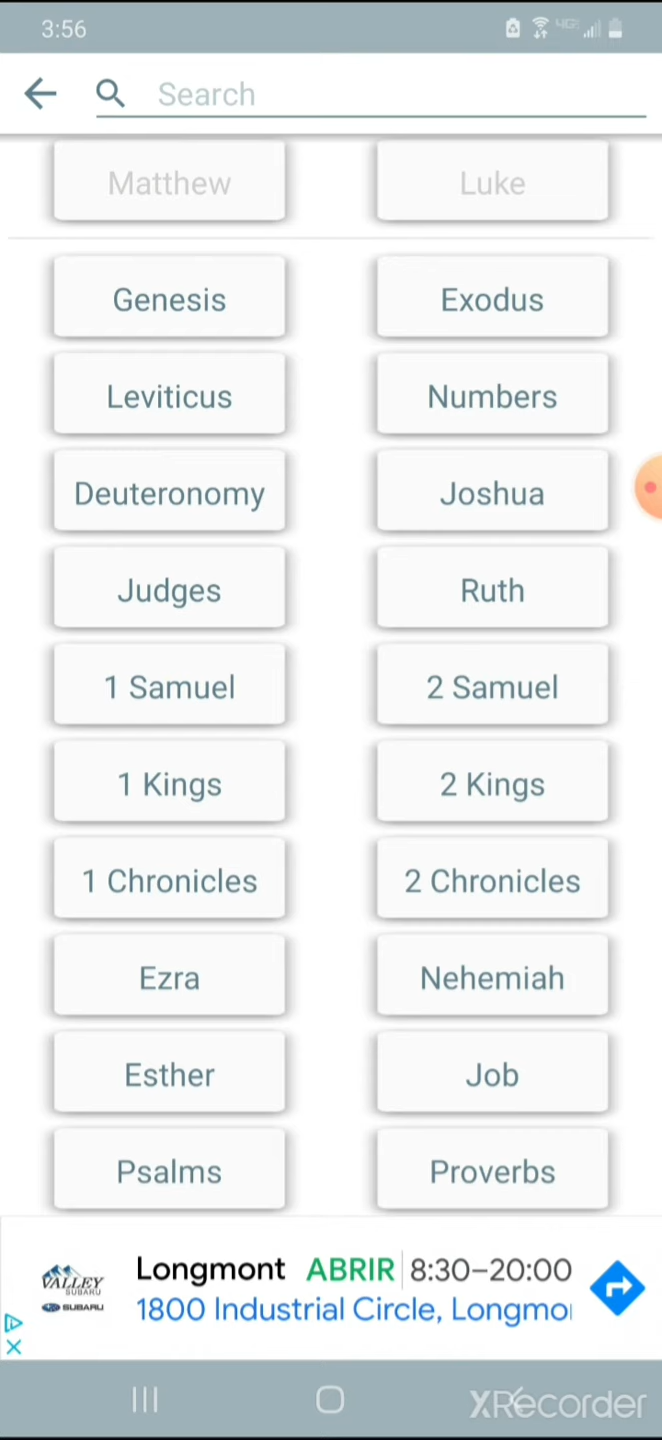 3:56
4G
Search
Matthew Luke
Genesis Exodus
Leviticus Numbers
Deuteronomy Joshua
Judges Ruth
1 Samuel 2 Samuel
1 Kings 2 Kings
1 Chronicles 2 Chronicles
Ezra Nehemiah
Esther Job
Psalms Proverbs
VALLEY
SUBARU
SUBARU
Longmont ABRIR 8:30–20:00
1800 Industrial Circle, Longmo
XRecorder